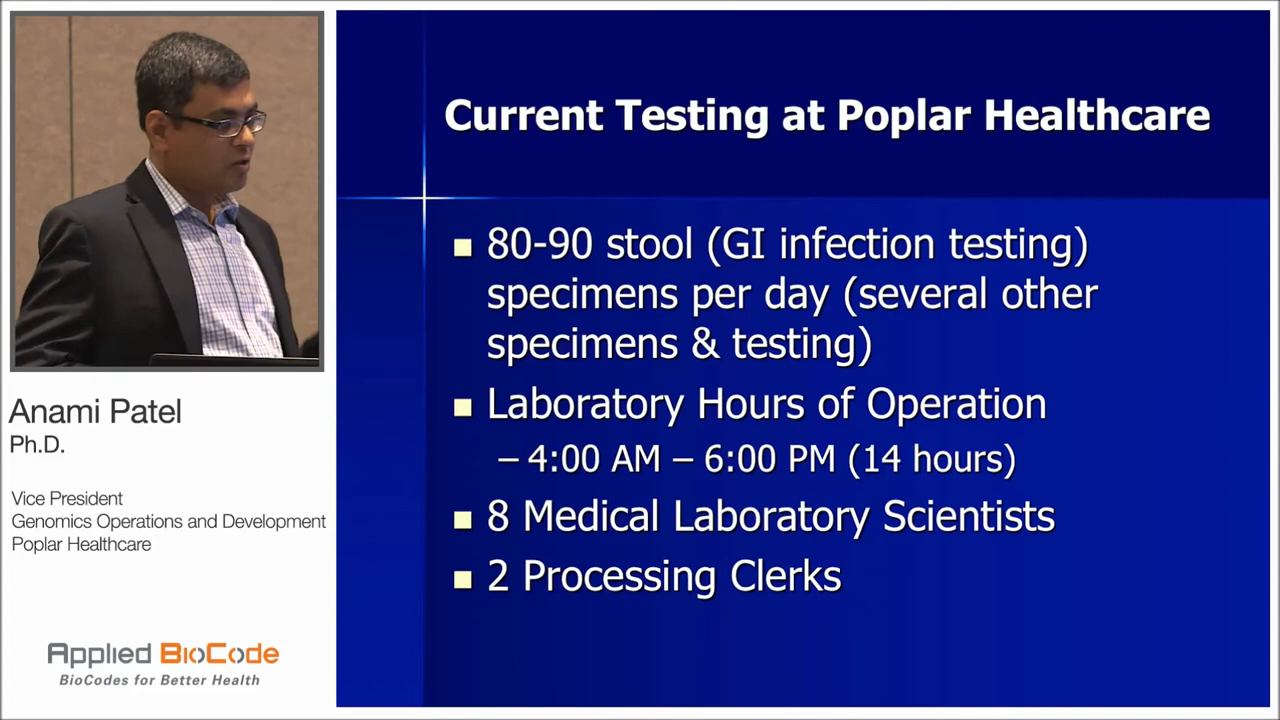 Current Testing at Poplar Healthcare
80-90 stool (GI infection testing)
specimens per day (several other
specimens & testing)
Laboratory Hours of Operation
– 4:00 AM – 6:00 PM (14 hours)
8 Medical Laboratory Scientists
2 Processing Clerks
Anami Patel
Ph.D.
Vice President
Genomics Operations and Development
Poplar Healthcare
Applied BioCode
BioCodes for Better Health